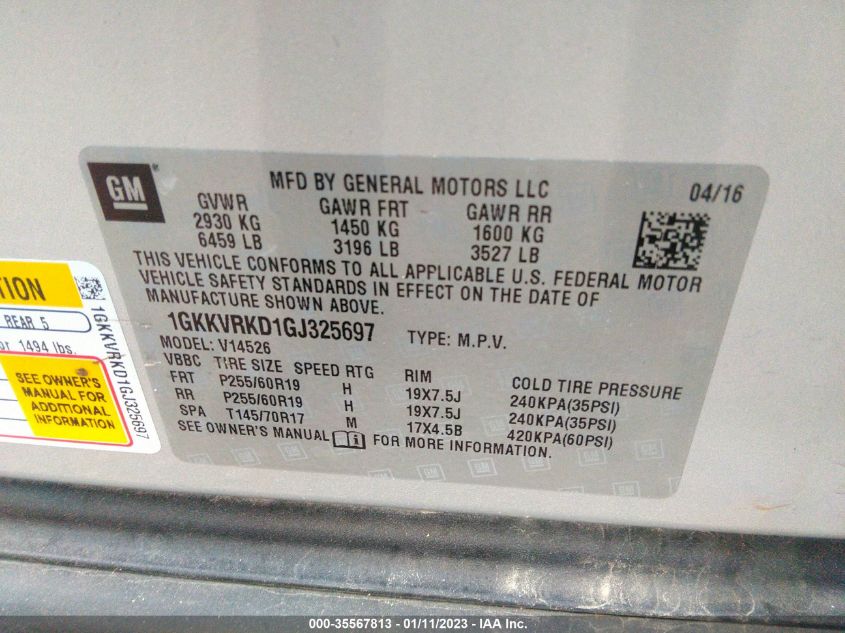 GM
MFD BY GENERAL MOTORS LLC
04/16
GVWR GAWR FRT GAWR RR
2930 KG 1450 KG 1600 KG
6459 LB 3196 LB 3527 LB
THIS VEHICLE CONFORMS TO ALL APPLICABLE U.S. FEDERAL MOTOR
VEHICLE SAFETY STANDARDS IN EFFECT ON THE DATE OF
MANUFACTURE SHOWN ABOVE.
1GKKVRKD1GJ325697 TYPE: M.P.V.
MODEL: V14526
VBBC TIRE SIZE SPEED RTG RIM COLD TIRE PRESSURE
FRT P255/60R19 H 19X7.5J 240KPA(35PSI)
RR P255/60R19 H 19X7.5J 240KPA(35PSI)
SPA T145/70R17 M 17X4.5B 420KPA(60PSI)
SEE OWNER'S MANUAL FOR MORE INFORMATION.
REAR 5
1494 lbs.
SEE OWNER'S
MANUAL FOR
ADDITIONAL
INFORMATION
1GKKVRKD1GJ325697
000-35567813 - 01/11/2023 - IAA Inc.